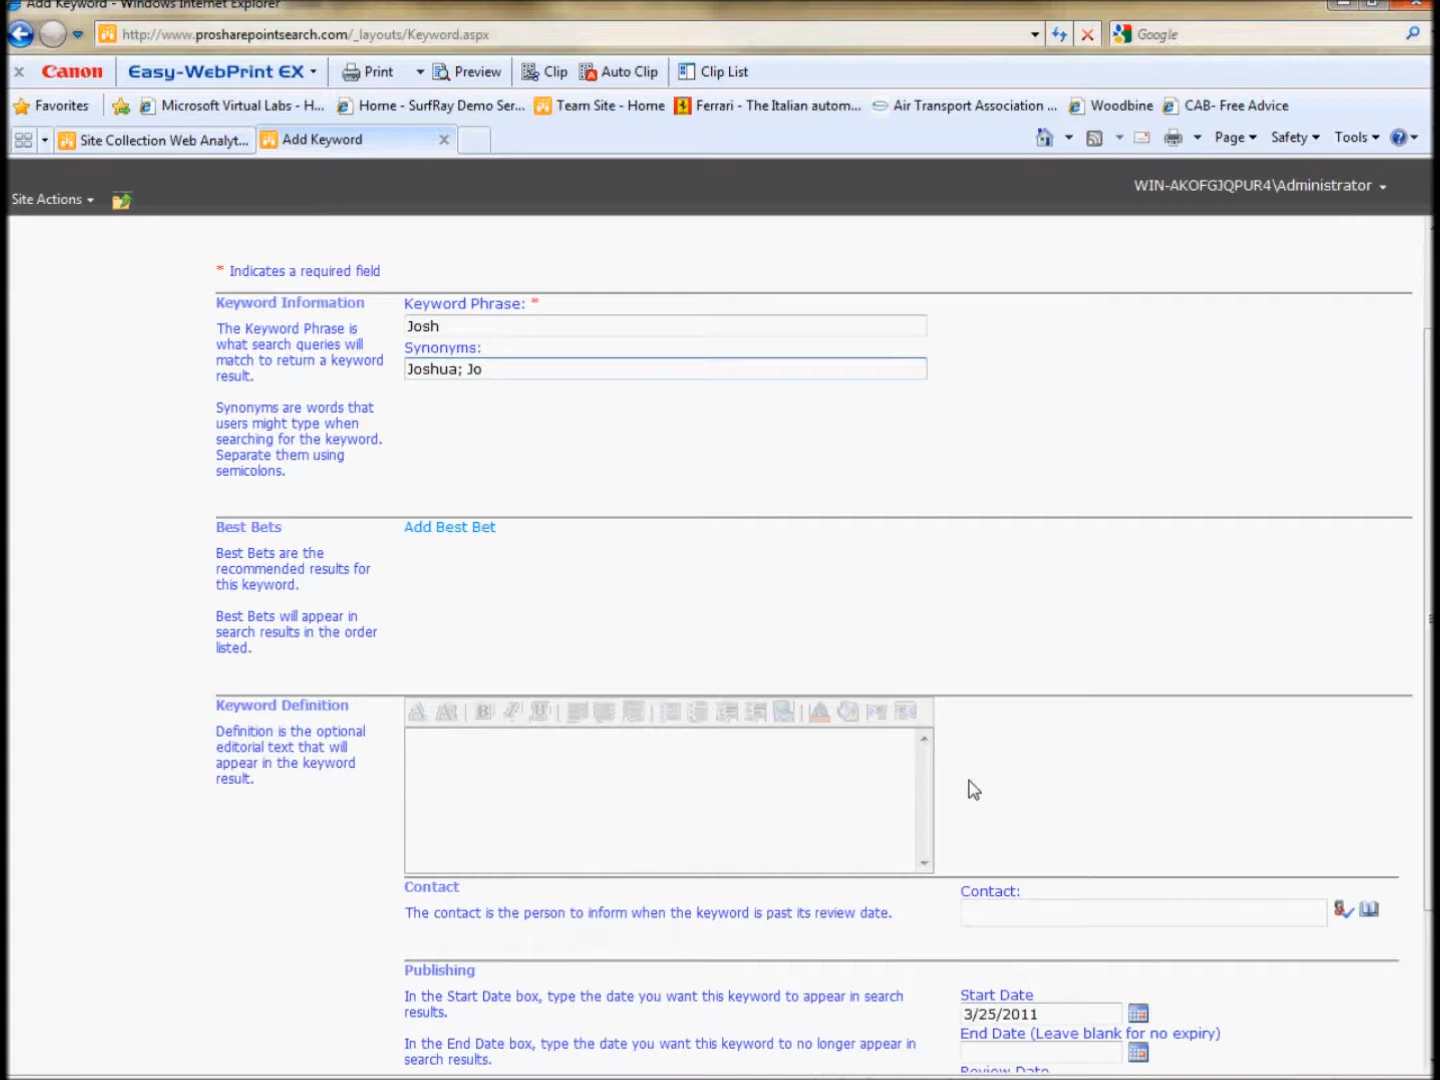 Add Keyword - Windows Internet Explorer
http://www.prosharepointsearch.com/_layouts/Keyword.aspx
Google
x Canon Easy-WebPrint EX Print Preview Clip Auto Clip Clip List
Favorites Microsoft Virtual Labs - H... Home - SurfRay Demo Ser... Team Site - Home Ferrari - The Italian autom... Air Transport Association ... Woodbine CAB- Free Advice
Site Collection Web Analyt... Add Keyword Page Safety Tools
Site Actions
WIN-AKOFGJQPUR4\Administrator
* Indicates a required field
Keyword Information
The Keyword Phrase is
what search queries will
match to return a keyword
result.
Synonyms are words that
users might type when
searching for the keyword.
Separate them using
semicolons.
Keyword Phrase: *
Josh
Synonyms:
Joshua; Jo
Best Bets
Best Bets are the
recommended results for
this keyword.
Best Bets will appear in
search results in the order
listed.
Add Best Bet
Keyword Definition
Definition is the optional
editorial text that will
appear in the keyword
result.
Contact
The contact is the person to inform when the keyword is past its review date.
Contact:
Publishing
In the Start Date box, type the date you want this keyword to appear in search
results.
In the End Date box, type the date you want this keyword to no longer appear in
search results.
Start Date
3/25/2011
End Date (Leave blank for no expiry)
Review Date